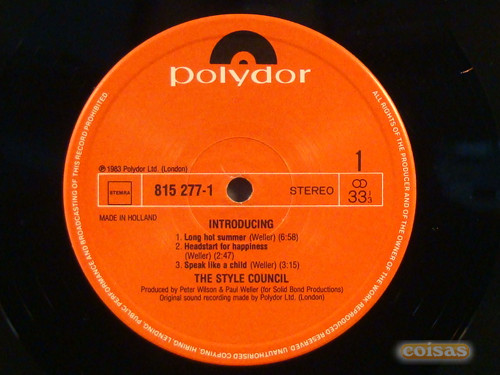 polydor
ALL RIGHTS OF THE MANUFACTURER AND OF THE OWNER OF THE WORK REPRODUCED RESERVED. UNAUTHORISED COPYING, HIRING, LENDING, PUBLIC PERFORMANCE AND BROADCASTING OF THIS RECORD PROHIBITED.
℗ 1983 Polydor Ltd. (London)
1
STEMRA
815 277-1
STEREO
33 1/3
MADE IN HOLLAND
INTRODUCING
1. Long hot summer (Weller) (6:58)
2. Headstart for happiness
(Weller) (2:47)
3. Speak like a child (Weller) (3:15)
THE STYLE COUNCIL
Produced by Peter Wilson & Paul Weller (for Solid Bond Productions)
Original sound recording made by Polydor Ltd. (London)
coisas